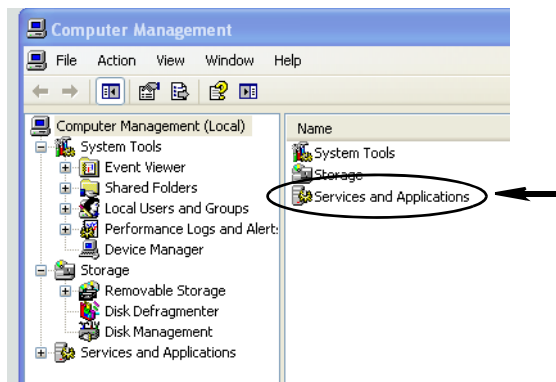 Computer Management
File Action View Window Help
Computer Management (Local)
System Tools
Event Viewer
Shared Folders
Local Users and Groups
Performance Logs and Alert:
Device Manager
Storage
Removable Storage
Disk Defragmenter
Disk Management
Services and Applications
Name
System Tools
Storage
Services and Applications